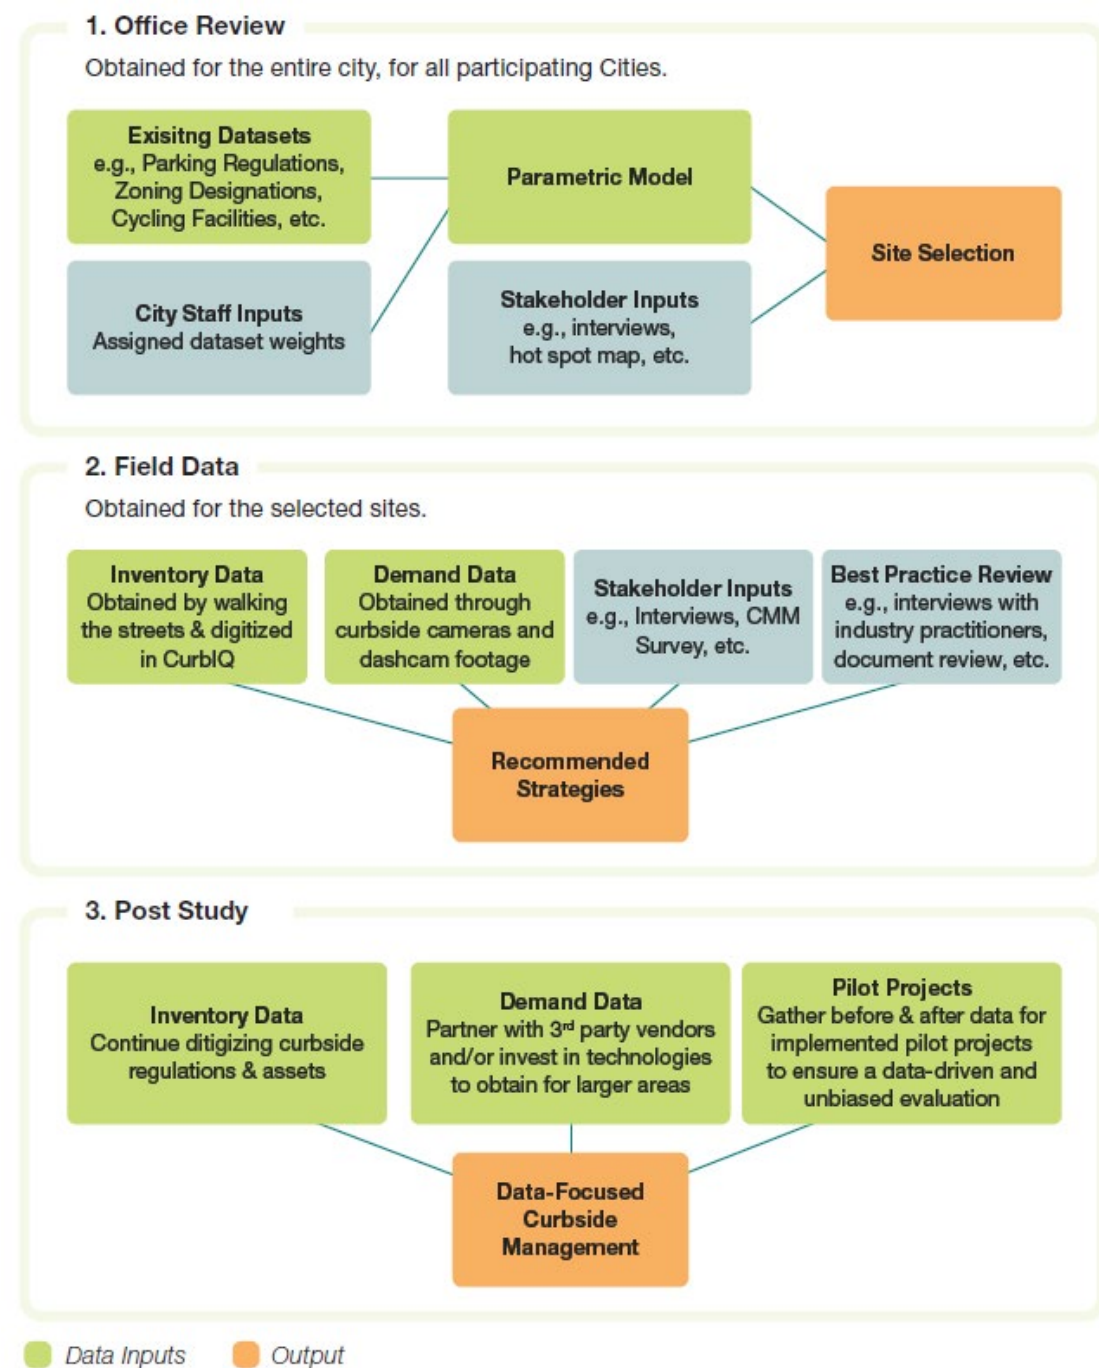 1. Office Review
Obtained for the entire city, for all participating Cities.
Exisitng Datasets
e.g., Parking Regulations,
Zoning Designations,
Cycling Facilities, etc.
Parametric Model
Site Selection
City Staff Inputs
Assigned dataset weights
Stakeholder Inputs
e.g., interviews,
hot spot map, etc.
2. Field Data
Obtained for the selected sites.
Inventory Data
Obtained by walking
the streets & digitized
in CurbIQ
Demand Data
Obtained through
curbside cameras and
dashcam footage
Stakeholder Inputs
e.g., Interviews, CMM
Survey, etc.
Best Practice Review
e.g., interviews with
industry practitioners,
document review, etc.
Recommended
Strategies
3. Post Study
Inventory Data
Continue ditigizing curbside
regulations & assets
Demand Data
Partner with 3rd party vendors
and/or invest in technologies
to obtain for larger areas
Pilot Projects
Gather before & after data for
implemented pilot projects
to ensure a data-driven and
unbiased evaluation
Data-Focused
Curbside
Management
Data Inputs
Output